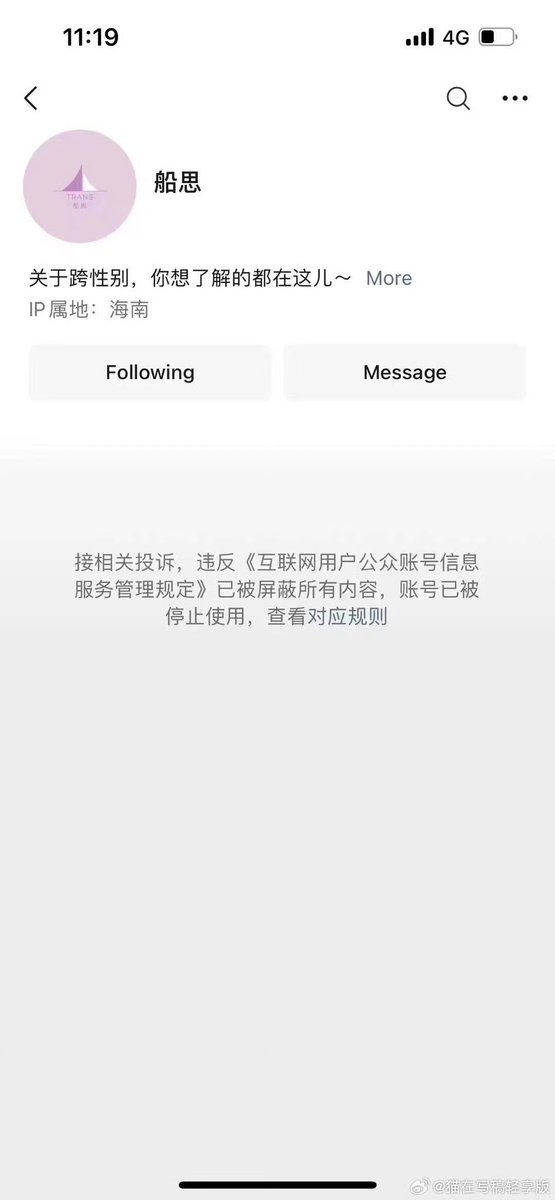 11:19
4G
TRANS
船思
船思
关于跨性别，你想了解的都在这儿～ More
IP属地：海南
Following
Message
接相关投诉，违反《互联网用户公众账号信息
服务管理规定》已被屏蔽所有内容，账号已被
停止使用，查看对应规则
@猫在写稿轻享版